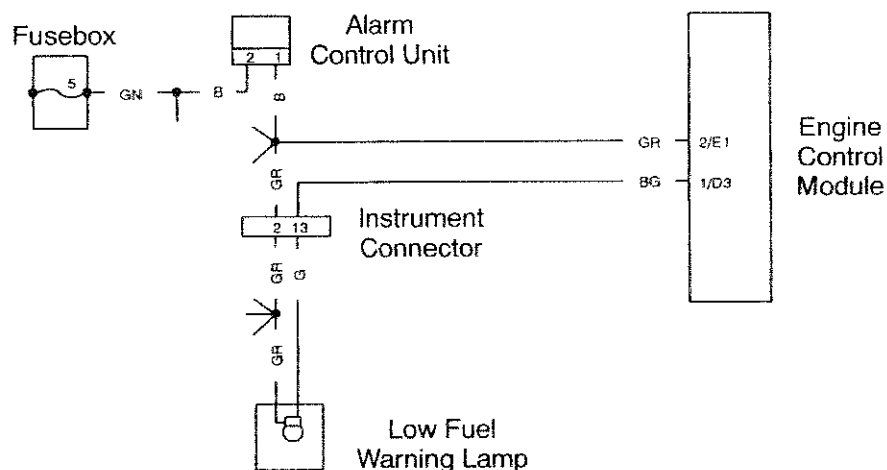 Fusebox
5
GN
B
Alarm
Control Unit
2 1
B
GR
2/E1
BG
1/D3
Engine
Control
Module
GR
2 13
Instrument
Connector
GR
G
GR
Low Fuel
Warning Lamp